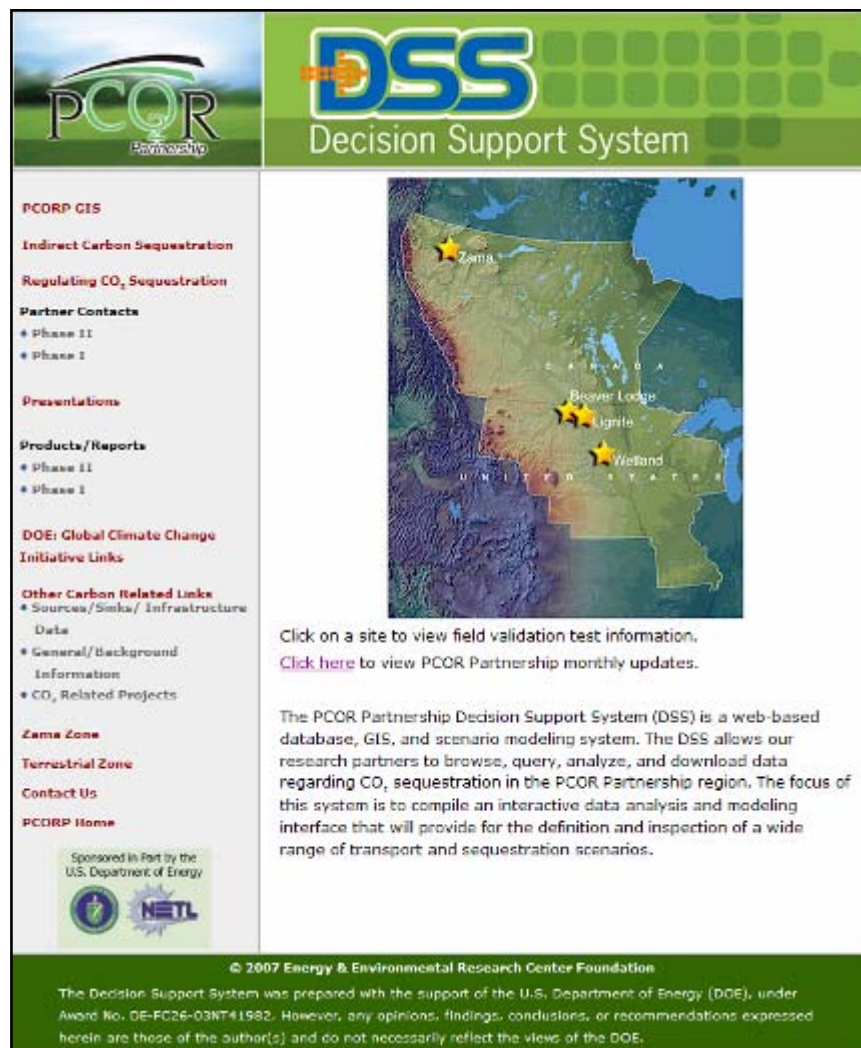 PCO2R
Partnership
DSS
Decision Support System
PCORP GIS
Indirect Carbon Sequestration
Regulating CO2 Sequestration
Partner Contacts
• Phase II
• Phase I
Presentations
Products/Reports
• Phase II
• Phase I
DOE: Global Climate Change
Initiative Links
Other Carbon Related Links
• Sources/Sinks/ Infrastructure
Data
• General/Background
Information
• CO2 Related Projects
Zama Zone
Terrestrial Zone
Contact Us
PCORP Home
Sponsored in Part by the
U.S. Department of Energy
NETL
Zama
CANADA
Beaver Lodge
Lignite
Wetland
UNITED STATES
Click on a site to view field validation test information.
Click here to view PCOR Partnership monthly updates.
The PCOR Partnership Decision Support System (DSS) is a web-based
database, GIS, and scenario modeling system. The DSS allows our
research partners to browse, query, analyze, and download data
regarding CO2 sequestration in the PCOR Partnership region. The focus of
this system is to compile an interactive data analysis and modeling
interface that will provide for the definition and inspection of a wide
range of transport and sequestration scenarios.
© 2007 Energy & Environmental Research Center Foundation
The Decision Support System was prepared with the support of the U.S. Department of Energy (DOE), under
Award No. DE-FC26-03NT41982. However, any opinions, findings, conclusions, or recommendations expressed
herein are those of the author(s) and do not necessarily reflect the views of the DOE.